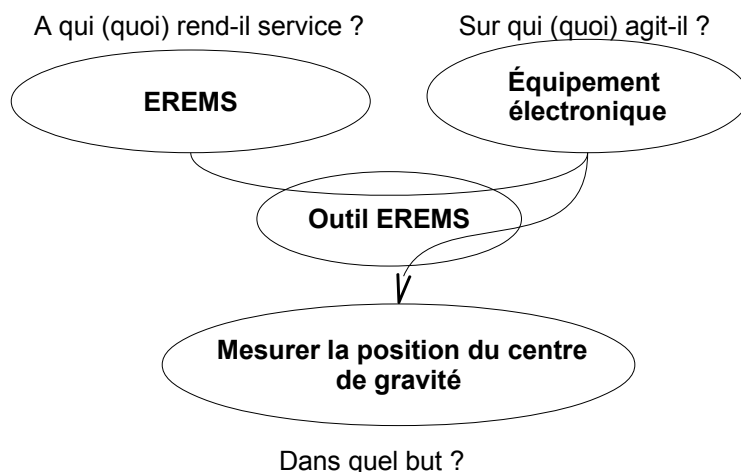 A qui (quoi) rend-il service ?
Sur qui (quoi) agit-il ?
EREMS
Équipement
électronique
Outil EREMS
Mesurer la position du centre
de gravité
Dans quel but ?